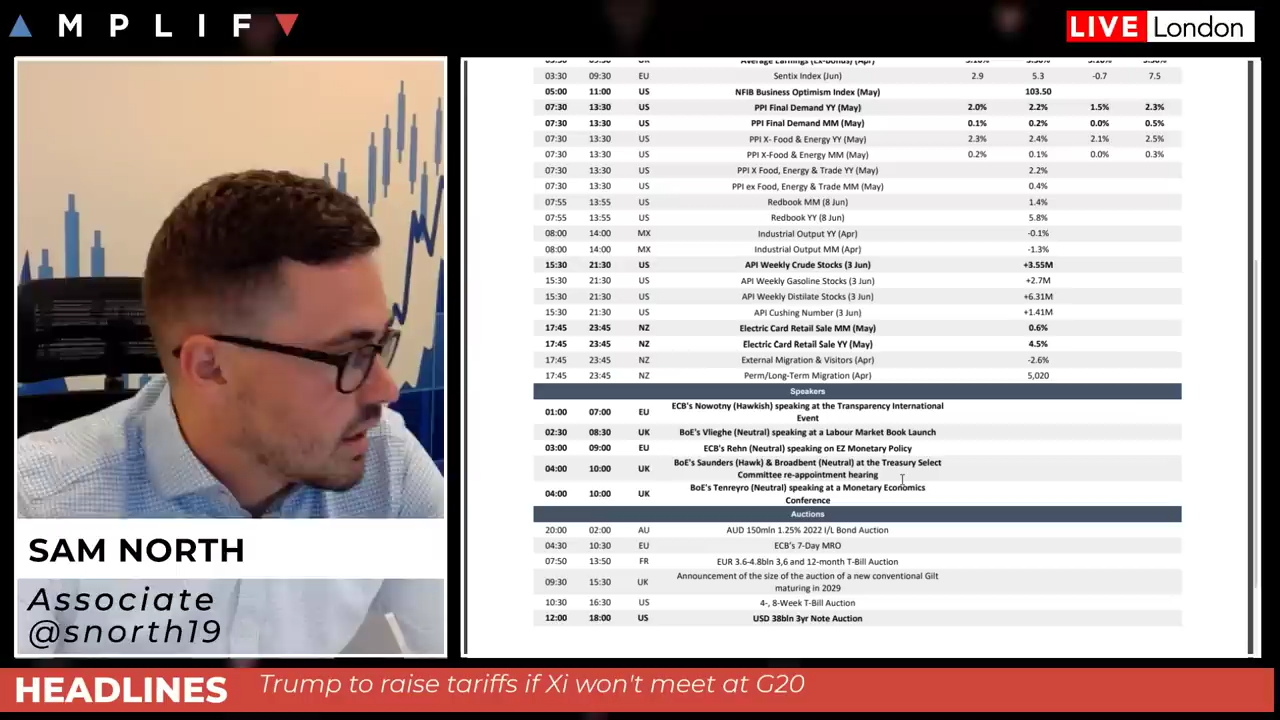 AMPLIFY
LIVE London
Average Earnings (Ex-Bonus) (Apr)
03:30 09:30 EU Sentix Index (Jun) 2.9 5.3 -0.7 7.5
05:00 11:00 US NFIB Business Optimism Index (May) 103.50
07:30 13:30 US PPI Final Demand YY (May) 2.0% 2.2% 1.5% 2.3%
07:30 13:30 US PPI Final Demand MM (May) 0.1% 0.2% 0.0% 0.5%
07:30 13:30 US PPI X- Food & Energy YY (May) 2.3% 2.4% 2.1% 2.5%
07:30 13:30 US PPI X-Food & Energy MM (May) 0.2% 0.1% 0.0% 0.3%
07:30 13:30 US PPI X Food, Energy & Trade YY (May) 2.2%
07:30 13:30 US PPI ex Food, Energy & Trade MM (May) 0.4%
07:55 13:55 US Redbook MM (8 Jun) 1.4%
07:55 13:55 US Redbook YY (8 Jun) 5.8%
08:00 14:00 MX Industrial Output YY (Apr) -0.1%
08:00 14:00 MX Industrial Output MM (Apr) -1.3%
15:30 21:30 US API Weekly Crude Stocks (3 Jun) +3.55M
15:30 21:30 US API Weekly Gasoline Stocks (3 Jun) +2.7M
15:30 21:30 US API Weekly Distilate Stocks (3 Jun) +6.31M
15:30 21:30 US API Cushing Number (3 Jun) +1.41M
17:45 23:45 NZ Electric Card Retail Sale MM (May) 0.6%
17:45 23:45 NZ Electric Card Retail Sale YY (May) 4.5%
17:45 23:45 NZ External Migration & Visitors (Apr) -2.6%
17:45 23:45 NZ Perm/Long-Term Migration (Apr) 5,020
Speakers
01:00 07:00 EU ECB's Nowotny (Hawkish) speaking at the Transparency International
Event
02:30 08:30 UK BoE's Vlieghe (Neutral) speaking at a Labour Market Book Launch
03:00 09:00 EU ECB's Rehn (Neutral) speaking on EZ Monetary Policy
04:00 10:00 UK BoE's Saunders (Hawk) & Broadbent (Neutral) at the Treasury Select
Committee re-appointment hearing
04:00 10:00 UK BoE's Tenreyro (Neutral) speaking at a Monetary Economics
Conference
Auctions
20:00 02:00 AU AUD 150mln 1.25% 2022 I/L Bond Auction
04:30 10:30 EU ECB's 7-Day MRO
07:50 13:50 FR EUR 3.6-4.8bln 3,6 and 12-month T-Bill Auction
09:30 15:30 UK Announcement of the size of the auction of a new conventional Gilt
maturing in 2029
10:30 16:30 US 4-, 8-Week T-Bill Auction
12:00 18:00 US USD 38bln 3yr Note Auction
SAM NORTH
Associate
@snorth19
HEADLINES Trump to raise tariffs if Xi won't meet at G20